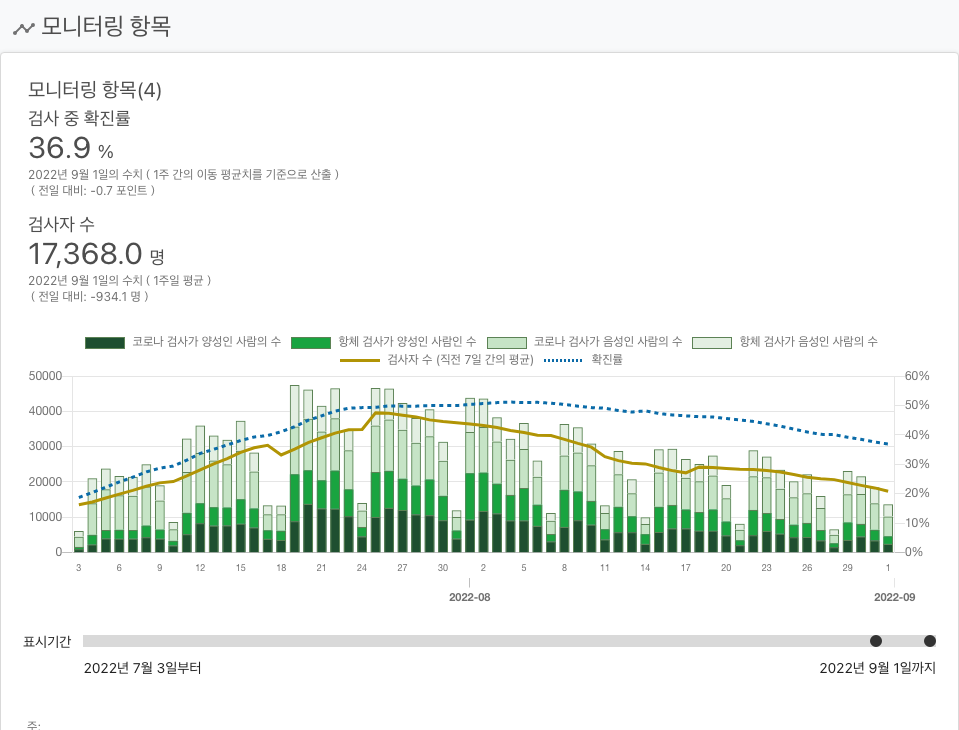 모니터링 항목
모니터링 항목(4)
검사 중 확진률
36.9 %
2022년 9월 1일의 수치 ( 1주 간의 이동 평균치를 기준으로 산출 )
( 전일 대비: -0.7 포인트 )
검사자 수
17,368.0 명
2022년 9월 1일의 수치 ( 1주일 평균 )
( 전일 대비: -934.1 명 )
코로나 검사가 양성인 사람의 수 항체 검사가 양성인 사람인 수 코로나 검사가 음성인 사람의 수 항체 검사가 음성인 사람의 수
검사자 수 (직전 7일 간의 평균) 확진률
50000 60%
40000 50%
30000 40%
20000 30%
10000 20%
0 10%
0%
3 6 9 12 15 18 21 24 27 30 2 5 8 11 14 17 20 23 26 29 1
2022-08 2022-09
표시기간
2022년 7월 3일부터 2022년 9월 1일까지
주: